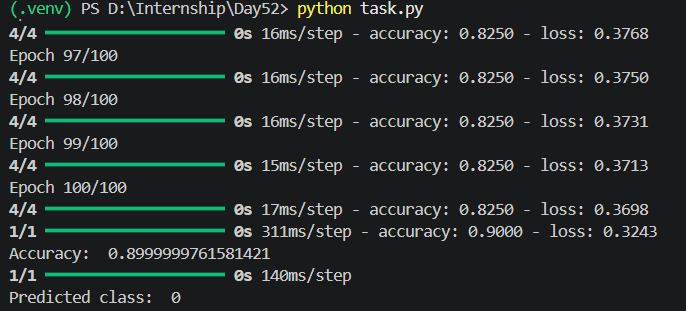 (.venv) PS D:\Internship\Day52> python task.py
4/4 ━━━━━━━━━━━━━━━━━━━━ 0s 16ms/step - accuracy: 0.8250 - loss: 0.3768
Epoch 97/100
4/4 ━━━━━━━━━━━━━━━━━━━━ 0s 16ms/step - accuracy: 0.8250 - loss: 0.3750
Epoch 98/100
4/4 ━━━━━━━━━━━━━━━━━━━━ 0s 16ms/step - accuracy: 0.8250 - loss: 0.3731
Epoch 99/100
4/4 ━━━━━━━━━━━━━━━━━━━━ 0s 15ms/step - accuracy: 0.8250 - loss: 0.3713
Epoch 100/100
4/4 ━━━━━━━━━━━━━━━━━━━━ 0s 17ms/step - accuracy: 0.8250 - loss: 0.3698
1/1 ━━━━━━━━━━━━━━━━━━━━ 0s 311ms/step - accuracy: 0.9000 - loss: 0.3243
Accuracy:  0.8999999761581421
1/1 ━━━━━━━━━━━━━━━━━━━━ 0s 140ms/step
Predicted class:  0